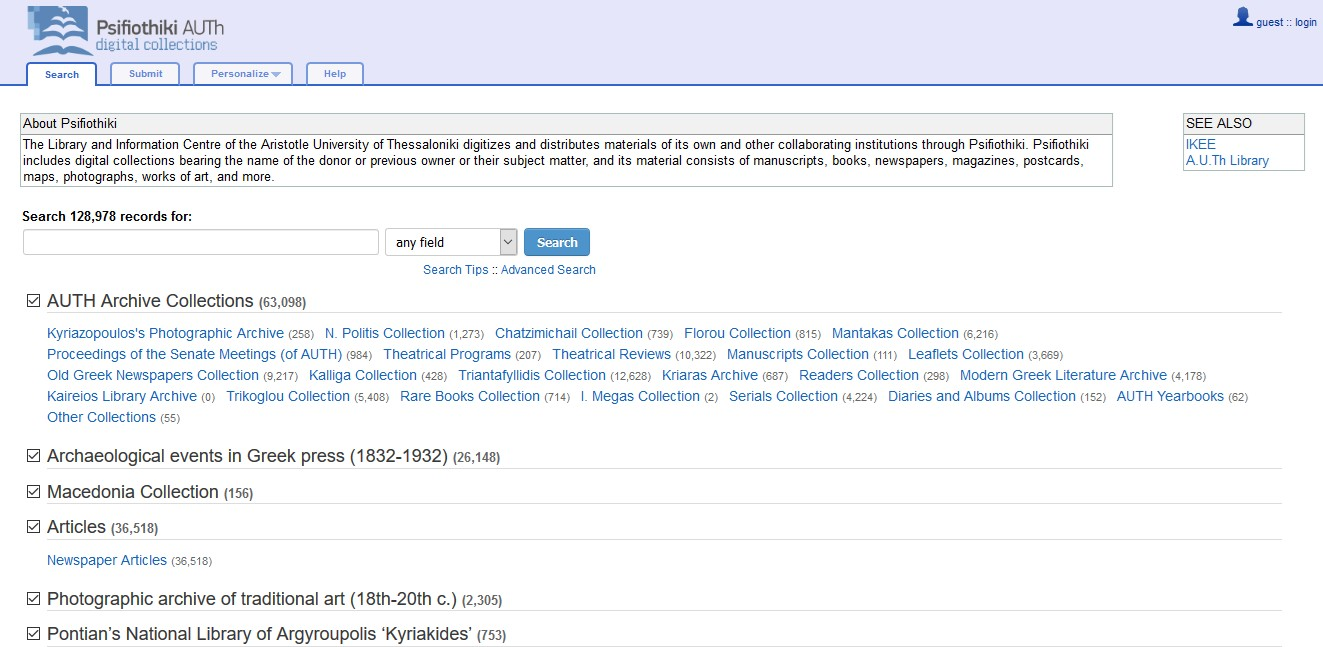 Psifiothiki AUTh
digital collections
guest :: login
Search
Submit
Personalize
Help
About Psifiothiki
The Library and Information Centre of the Aristotle University of Thessaloniki digitizes and distributes materials of its own and other collaborating institutions through Psifiothiki. Psifiothiki
includes digital collections bearing the name of the donor or previous owner or their subject matter, and its material consists of manuscripts, books, newspapers, magazines, postcards,
maps, photographs, works of art, and more.
SEE ALSO
IKEE
A.U.Th Library
Search 128,978 records for:
any field
Search
Search Tips :: Advanced Search
AUTH Archive Collections (63,098)
Kyriazopoulos's Photographic Archive (258) N. Politis Collection (1,273) Chatzimichail Collection (739) Florou Collection (815) Mantakas Collection (6,216)
Proceedings of the Senate Meetings (of AUTH) (984) Theatrical Programs (207) Theatrical Reviews (10,322) Manuscripts Collection (111) Leaflets Collection (3,669)
Old Greek Newspapers Collection (9,217) Kalliga Collection (428) Triantafyllidis Collection (12,628) Kriaras Archive (687) Readers Collection (298) Modern Greek Literature Archive (4,178)
Kaireios Library Archive (0) Trikoglou Collection (5,408) Rare Books Collection (714) I. Megas Collection (2) Serials Collection (4,224) Diaries and Albums Collection (152) AUTH Yearbooks (62)
Other Collections (55)
Archaeological events in Greek press (1832-1932) (26,148)
Macedonia Collection (156)
Articles (36,518)
Newspaper Articles (36,518)
Photographic archive of traditional art (18th-20th c.) (2,305)
Pontian’s National Library of Argyroupolis ‘Kyriakides’ (753)